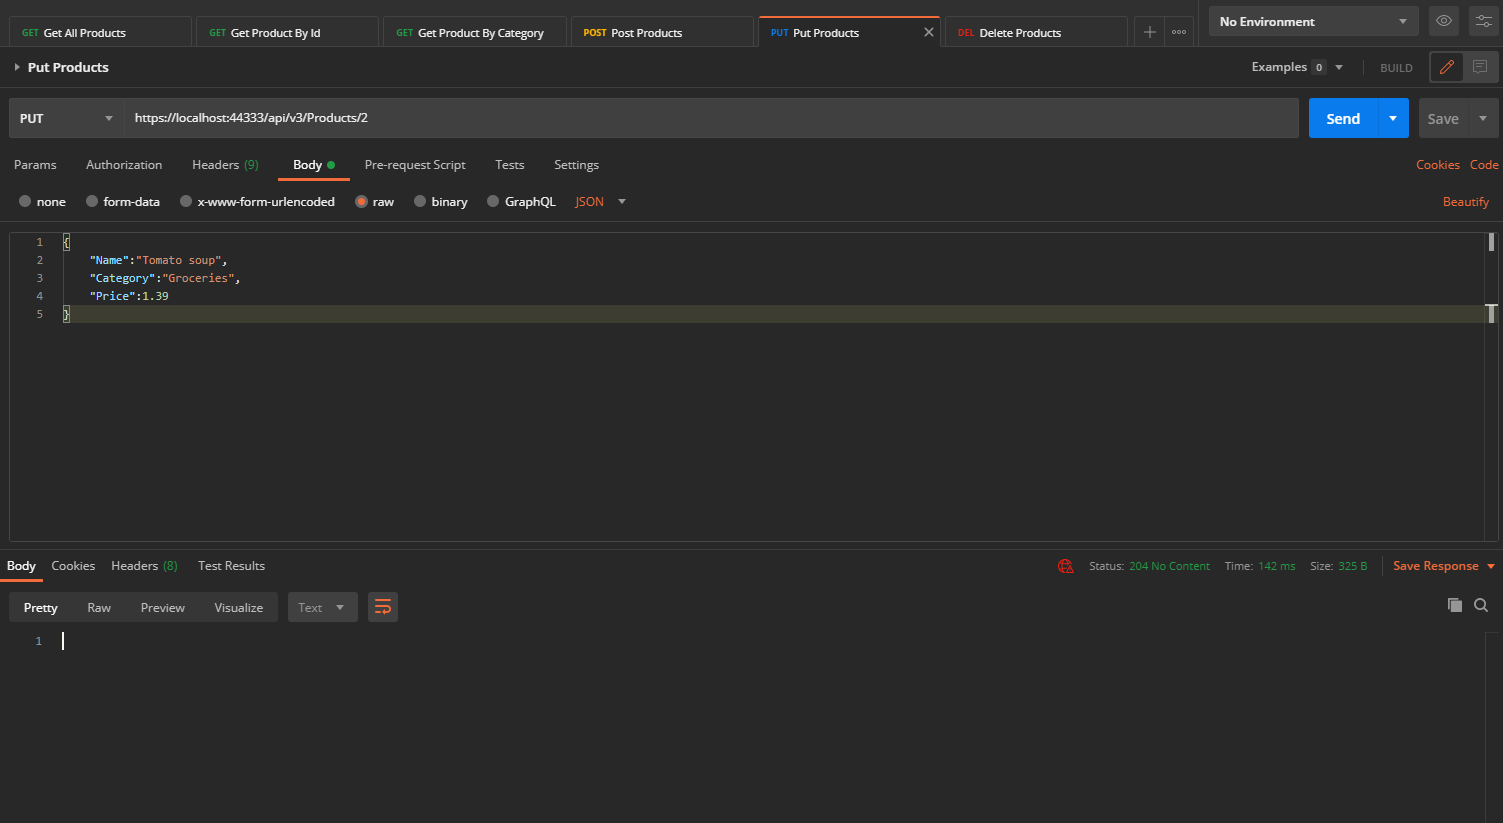 GET Get All Products GET Get Product By Id GET Get Product By Category POST Post Products PUT Put Products DEL Delete Products No Environment
Put Products Examples 0 BUILD
PUT https://localhost:44333/api/v3/Products/2 Send Save
Params Authorization Headers (9) Body Pre-request Script Tests Settings Cookies Code
none form-data x-www-form-urlencoded raw binary GraphQL JSON Beautify
1 {
2 "Name":"Tomato soup",
3 "Category":"Groceries",
4 "Price":1.39
5 }
Body Cookies Headers (8) Test Results Status: 204 No Content Time: 142 ms Size: 325 B Save Response
Pretty Raw Preview Visualize Text
1